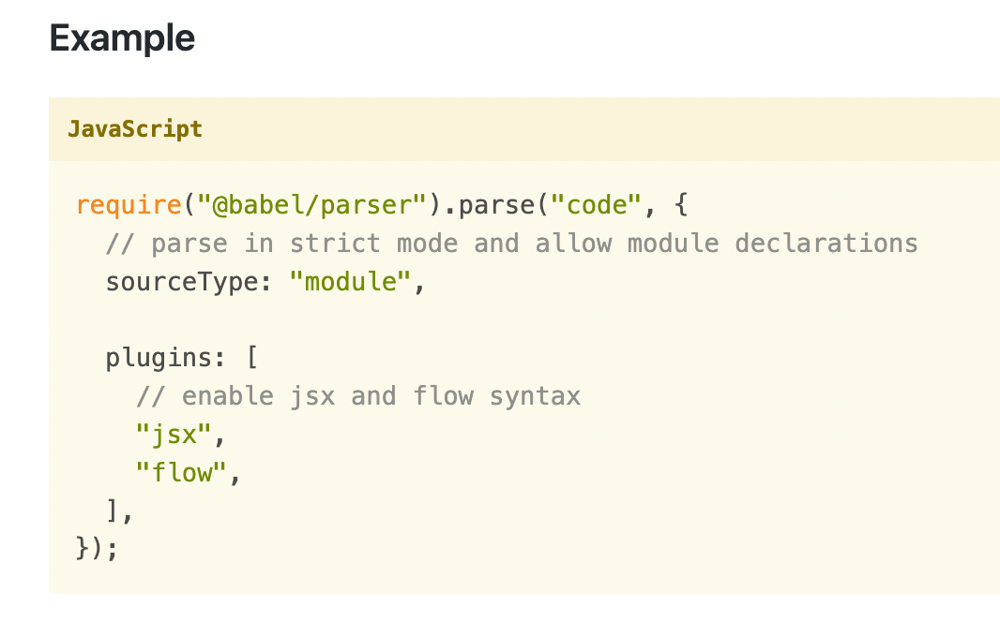 Example
JavaScript
require("@babel/parser").parse("code", {
  // parse in strict mode and allow module declarations
  sourceType: "module",

  plugins: [
    // enable jsx and flow syntax
    "jsx",
    "flow",
  ],
});